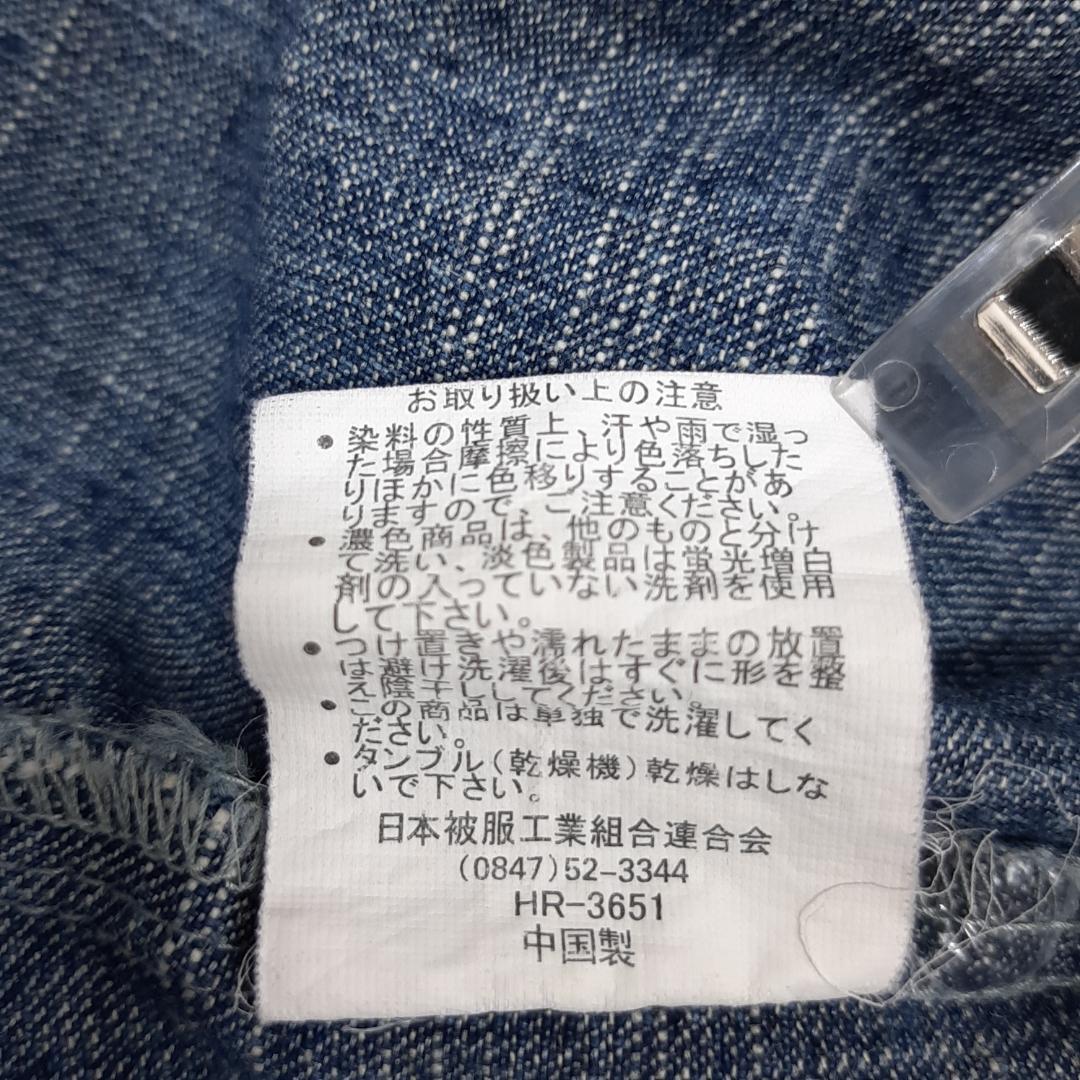 お取り扱い上の注意
●染料の性質上、汗や雨で湿っ
た場合摩擦により色落ちした
りほかに色移りすることがあ
りますので、ご注意ください。
●濃色商品は、他のものと分け
て洗い、淡色製品は蛍光増白
剤の入っていない洗剤を使用
して下さい。
●つけ置きや濡れたままの放置
は避け洗濯後はすぐに形を整
え陰干ししてください。
●この商品は単独で洗濯してく
ださい。
●タンブル(乾燥機)乾燥はしな
いで下さい。
日本被服工業組合連合会
(0847)52-3344
HR-3651
中国製